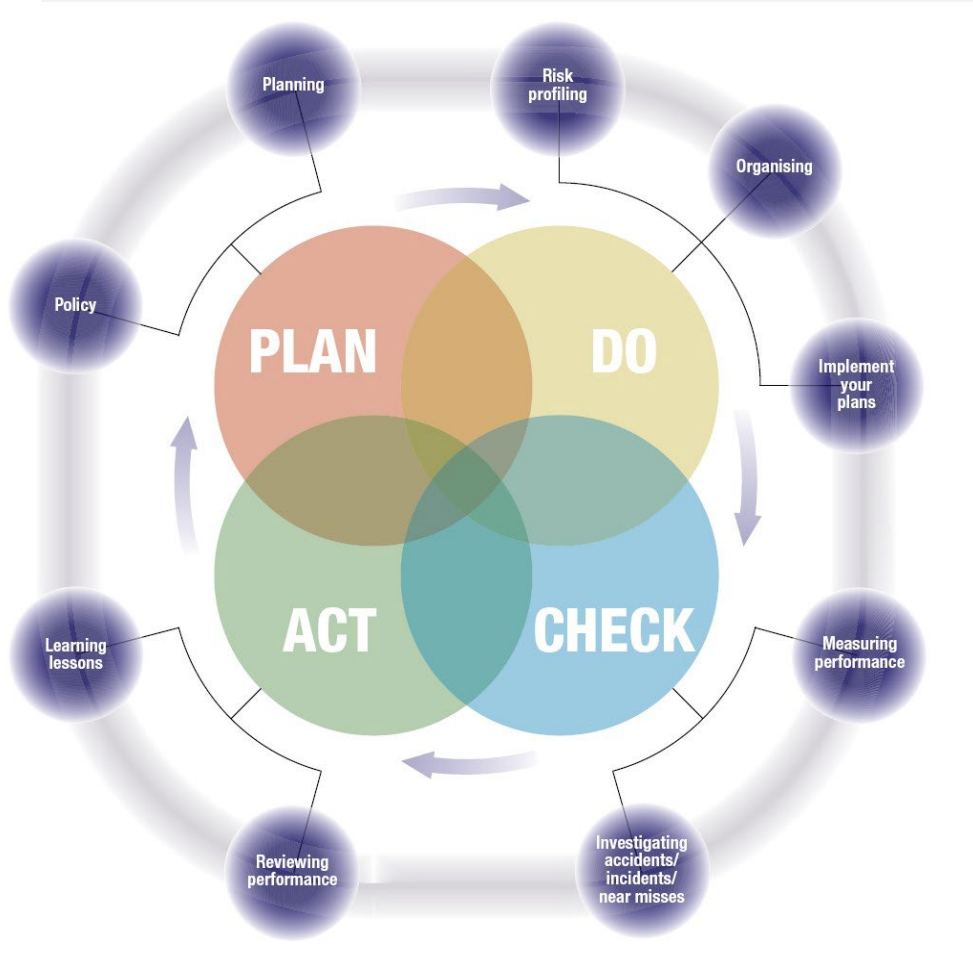 Planning
Risk
profiling
Organising
Policy
PLAN
DO
Implement
your
plans
ACT
CHECK
Learning
lessons
Measuring
performance
Reviewing
performance
Investigating
accidents/
incidents/
near misses